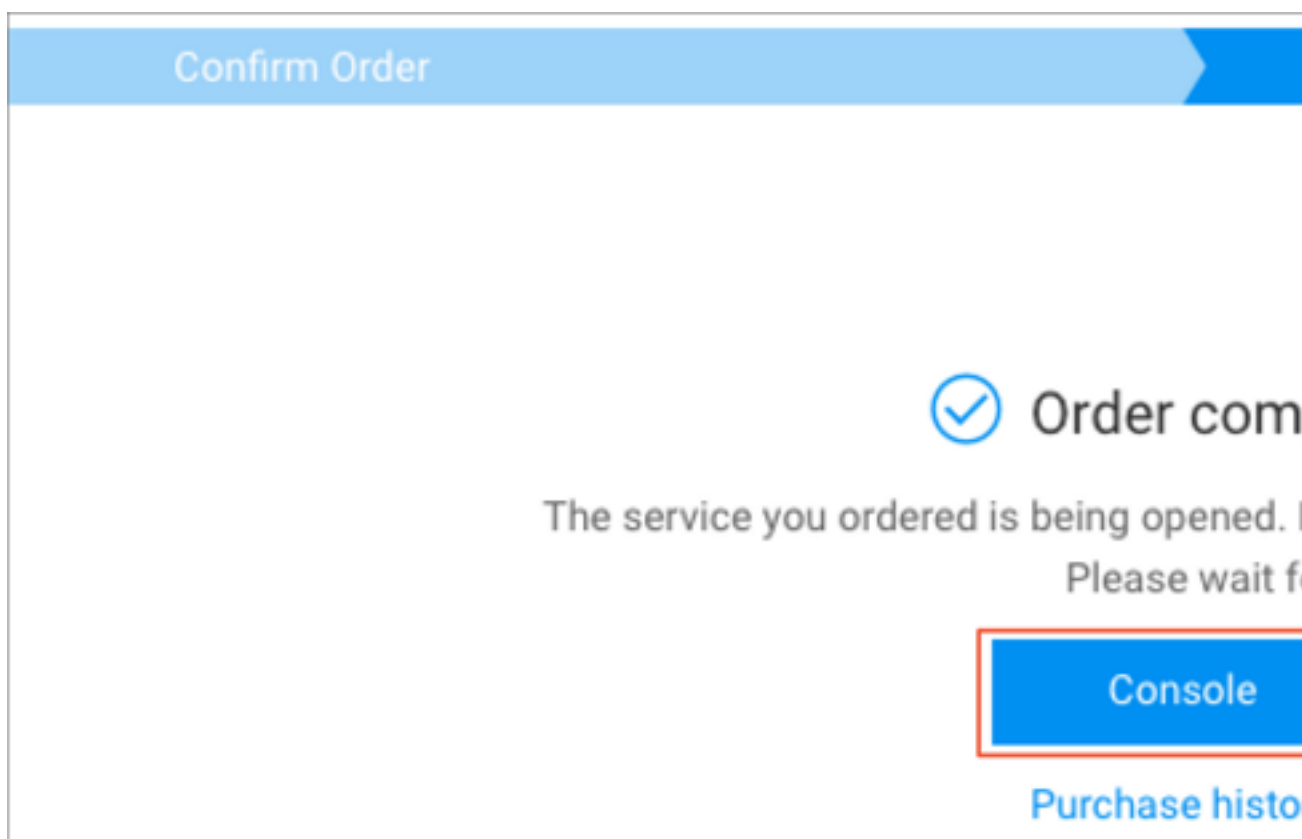 Confirm Order
Order com
The service you ordered is being opened.
Please wait f
Console
Purchase histo